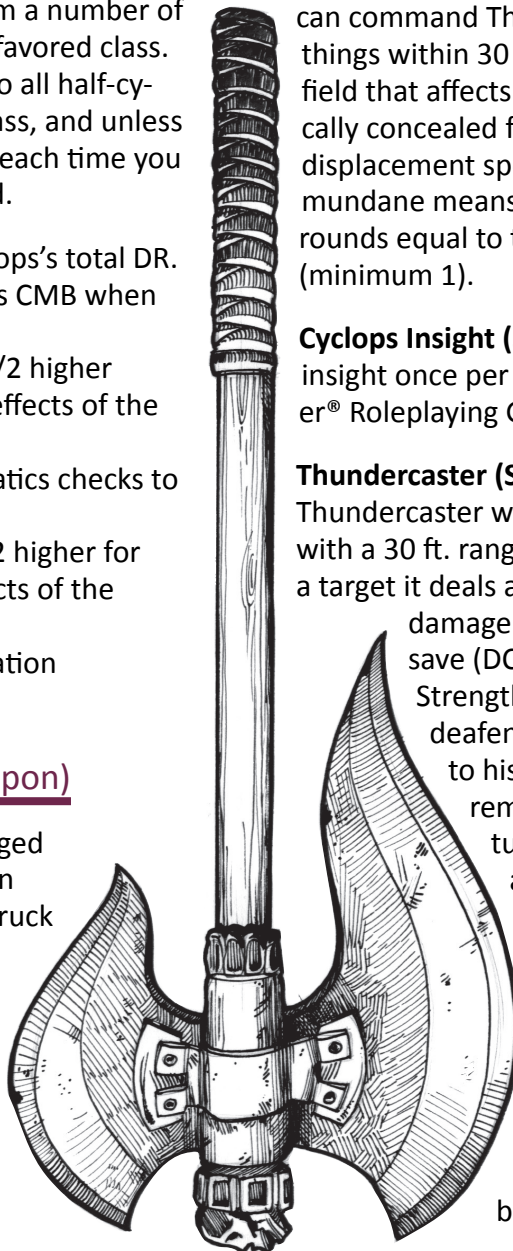 m a number of
favored class.
o all half-cy-
ass, and unless
each time you
d.
ops's total DR.
s CMB when
/2 higher
effects of the
atics checks to
2 higher for
cts of the
ation
pon)
ged
n
ruck
can command Th
things within 30
field that affects
cally concealed f
displacement sp
mundane means
rounds equal to t
(minimum 1).
Cyclops Insight (
insight once per
er® Roleplaying G
Thundercaster (S
Thundercaster w
with a 30 ft. rang
a target it deals a
damage
save (DC
Strength
deafen
to his
rem
tu
a
b